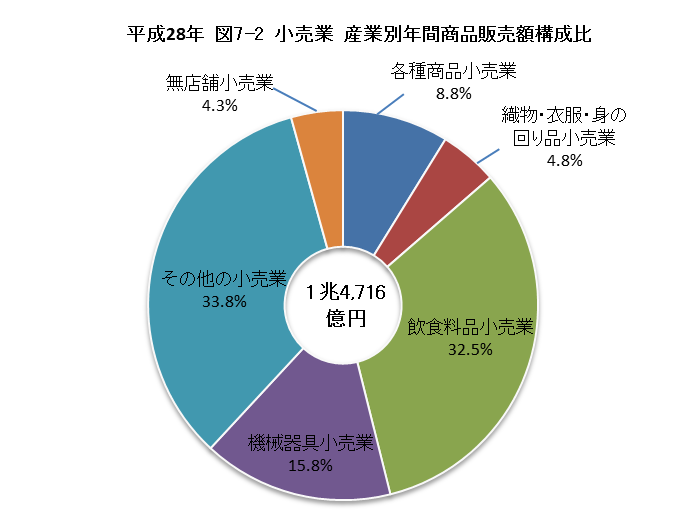 平成28年 図7-2 小売業 産業別年間商品販売額構成比
各種商品小売業
8.8%
織物・衣服・身の
回り品小売業
4.8%
飲食料品小売業
32.5%
機械器具小売業
15.8%
その他の小売業
33.8%
無店舗小売業
4.3%
1兆4,716
億円